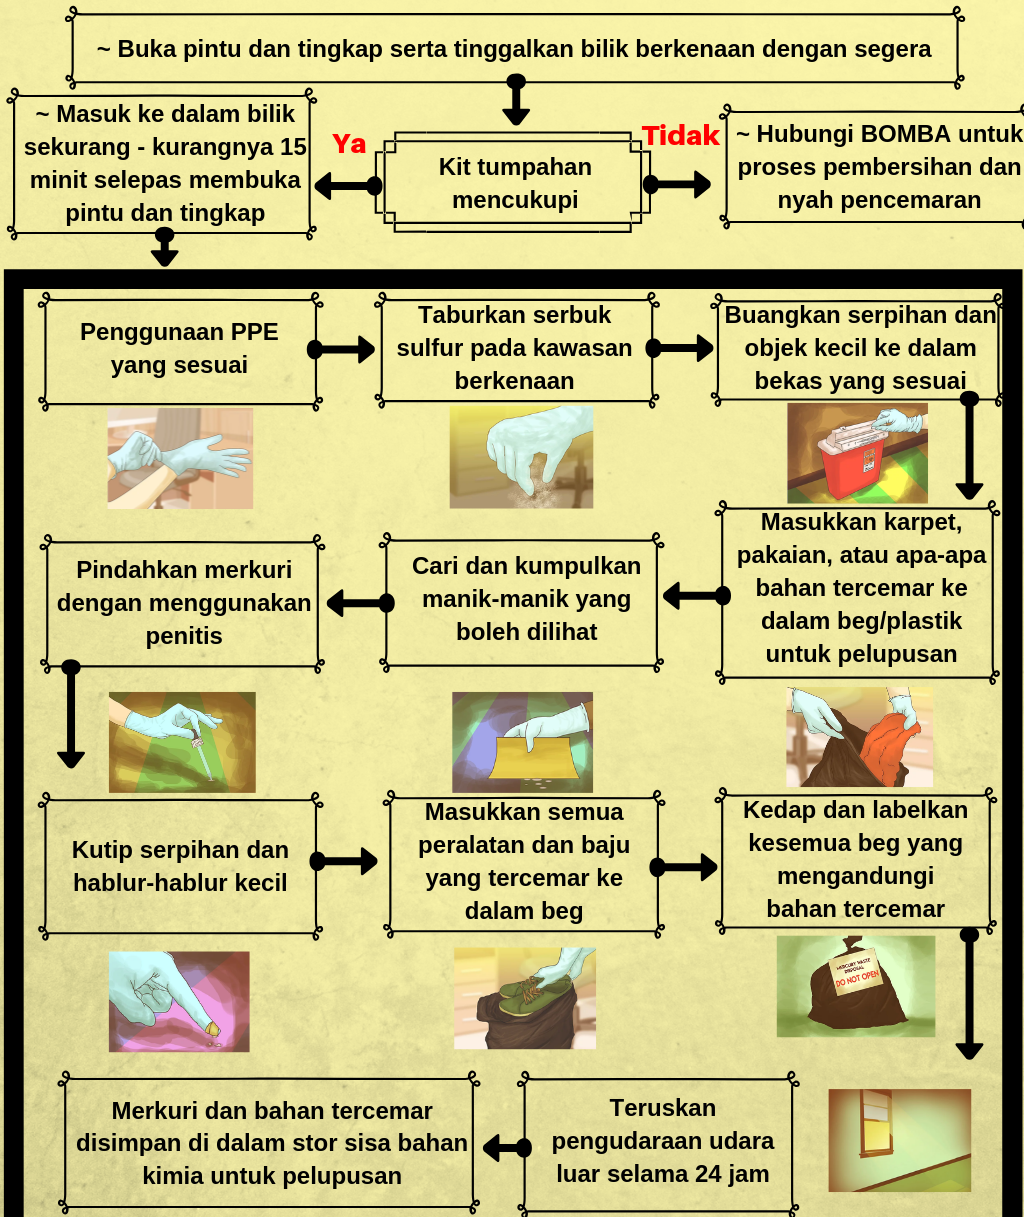 ~ Buka pintu dan tingkap serta tinggalkan bilik berkenaan dengan segera
~ Masuk ke dalam bilik
sekurang - kurangnya 15
minit selepas membuka
pintu dan tingkap
Ya
Kit tumpahan
mencukupi
Tidak
~ Hubungi BOMBA untuk
proses pembersihan dan
nyah pencemaran
Penggunaan PPE
yang sesuai
Taburkan serbuk
sulfur pada kawasan
berkenaan
Buangkan serpihan dan
objek kecil ke dalam
bekas yang sesuai
Masukkan karpet,
pakaian, atau apa-apa
bahan tercemar ke
dalam beg/plastik
untuk pelupusan
Cari dan kumpulkan
manik-manik yang
boleh dilihat
Pindahkan merkuri
dengan menggunakan
penitis
Kutip serpihan dan
hablur-hablur kecil
Masukkan semua
peralatan dan baju
yang tercemar ke
dalam beg
Kedap dan labelkan
kesemua beg yang
mengandungi
bahan tercemar
MERCURY WASTE
DISPOSAL
DO NOT OPEN
Teruskan
pengudaraan udara
luar selama 24 jam
Merkuri dan bahan tercemar
disimpan di dalam stor sisa bahan
kimia untuk pelupusan